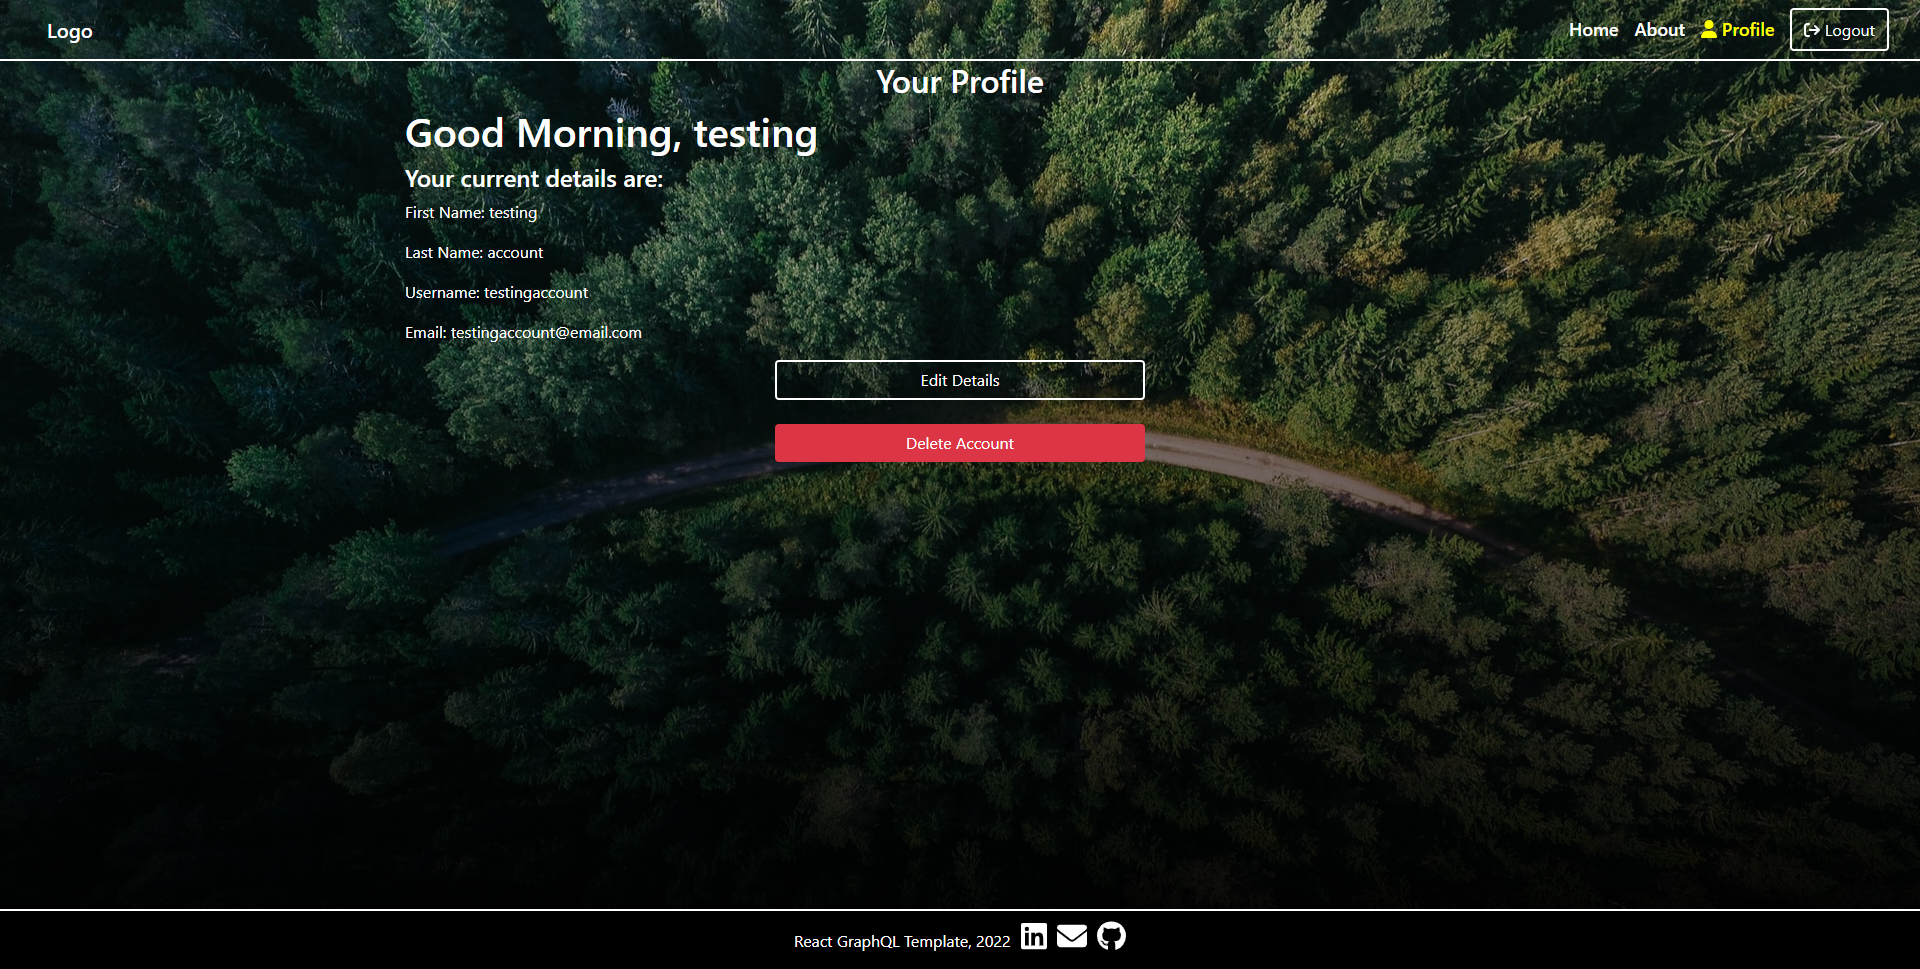 Logo
Home About Profile Logout
Your Profile
Good Morning, testing
Your current details are:
First Name: testing
Last Name: account
Username: testingaccount
Email: testingaccount@email.com
Edit Details
Delete Account
React GraphQL Template, 2022